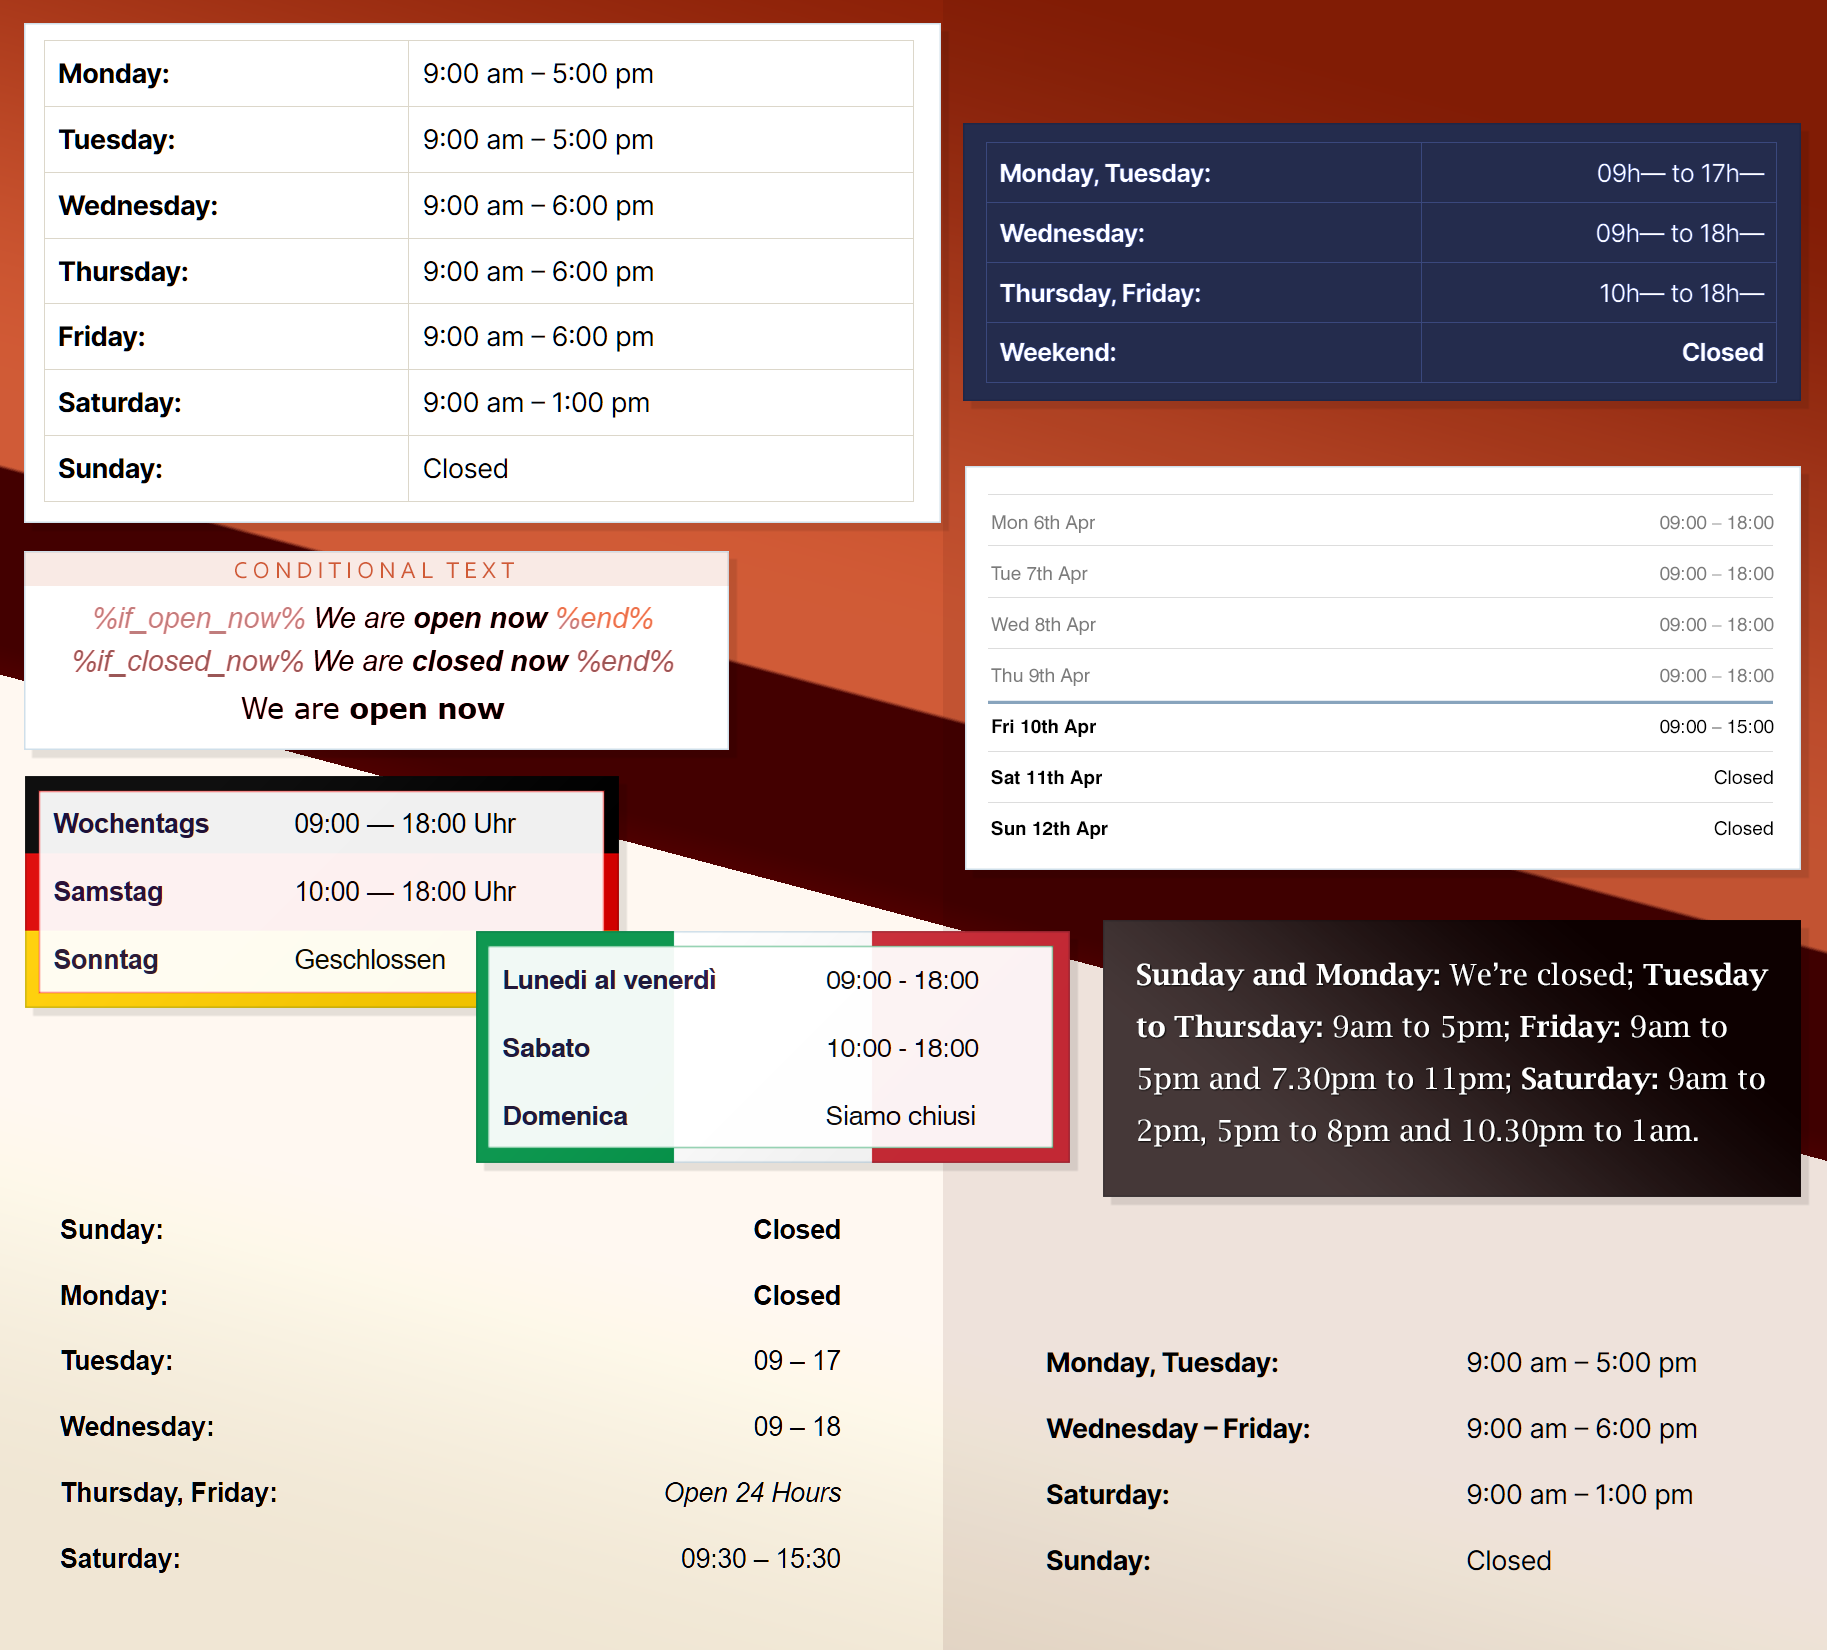 Monday: 9:00 am – 5:00 pm
Tuesday: 9:00 am – 5:00 pm
Wednesday: 9:00 am – 6:00 pm
Thursday: 9:00 am – 6:00 pm
Friday: 9:00 am – 6:00 pm
Saturday: 9:00 am – 1:00 pm
Sunday: Closed
Monday, Tuesday: 09h— to 17h—
Wednesday: 09h— to 18h—
Thursday, Friday: 10h— to 18h—
Weekend: Closed
CONDITIONAL TEXT
%if_open_now% We are open now %end%
%if_closed_now% We are closed now %end%
We are open now
Mon 6th Apr 09:00 – 18:00
Tue 7th Apr 09:00 – 18:00
Wed 8th Apr 09:00 – 18:00
Thu 9th Apr 09:00 – 18:00
Fri 10th Apr 09:00 – 15:00
Sat 11th Apr Closed
Sun 12th Apr Closed
Wochentags 09:00 — 18:00 Uhr
Samstag 10:00 — 18:00 Uhr
Sonntag Geschlossen
Lunedi al venerdì 09:00 - 18:00
Sabato 10:00 - 18:00
Domenica Siamo chiusi
Sunday and Monday: We’re closed; Tuesday
to Thursday: 9am to 5pm; Friday: 9am to
5pm and 7.30pm to 11pm; Saturday: 9am to
2pm, 5pm to 8pm and 10.30pm to 1am.
Sunday: Closed
Monday: Closed
Tuesday: 09 – 17
Wednesday: 09 – 18
Thursday, Friday: Open 24 Hours
Saturday: 09:30 – 15:30
Monday, Tuesday: 9:00 am – 5:00 pm
Wednesday – Friday: 9:00 am – 6:00 pm
Saturday: 9:00 am – 1:00 pm
Sunday: Closed